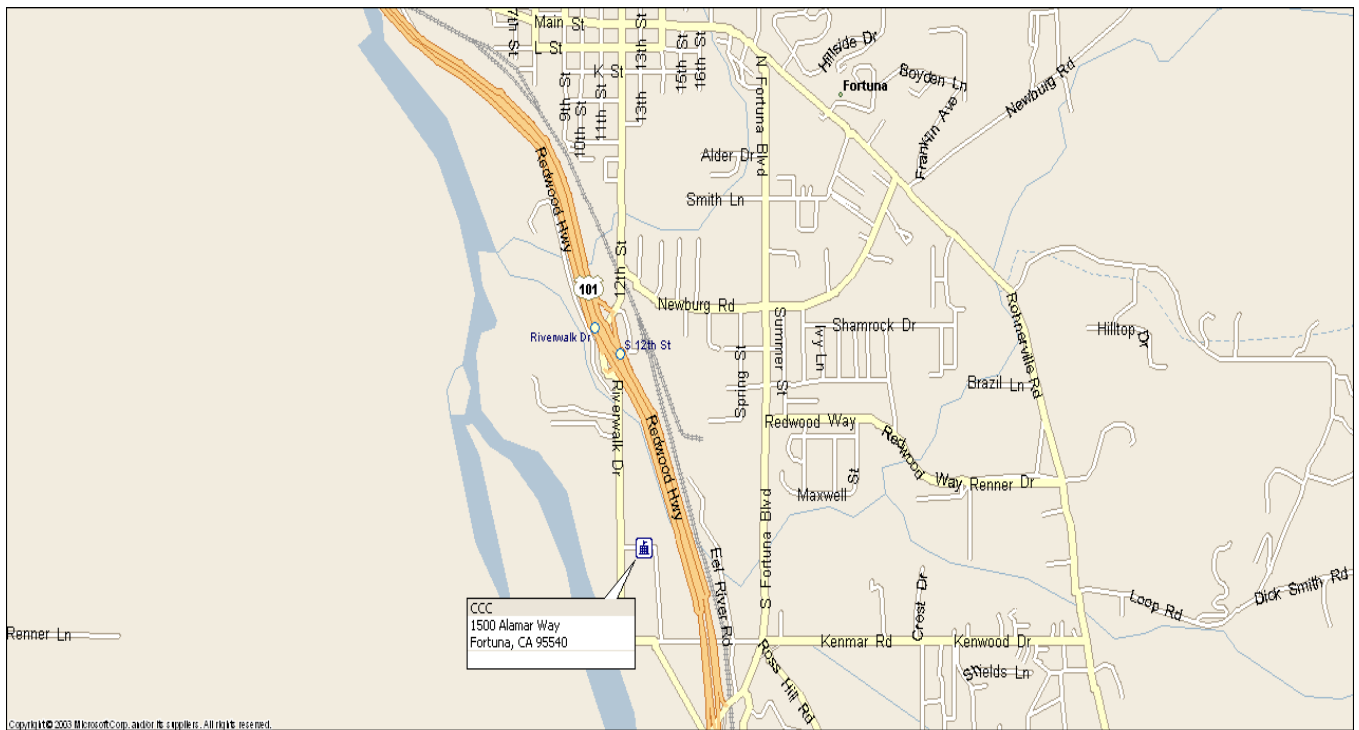 7th St
Main St
L St
K St
9th St
10th St
11th St
13th St
13th St
15th St
16th St
Hillside Dr
Boyden Ln
Fortuna
Newburg Rd
Franklin Ave
N Fortuna Blvd
Alder Dr
Smith Ln
Redwood Hwy
S 12th St
101
Newburg Rd
Riverwalk Dr
S 12th St
Summer St
Spring St
Ivy Ln
Shamrock Dr
Rohnerville Rd
Hilltop Dr
Brazil Ln
Riverwalk Dr
Redwood Hwy
Redwood Way
Redwood Way
Renner Dr
Maxwell St
S Fortuna Blvd
Eel River Rd
CCC
1500 Alamar Way
Fortuna, CA 95540
Renner Ln
Kenmar Rd
Crest Dr
Kenwood Dr
Loop Rd
Dick Smith Rd
Ross Hill Rd
Shields Ln
Copyright © 2003 Microsoft Corp. and/or its suppliers. All rights reserved.